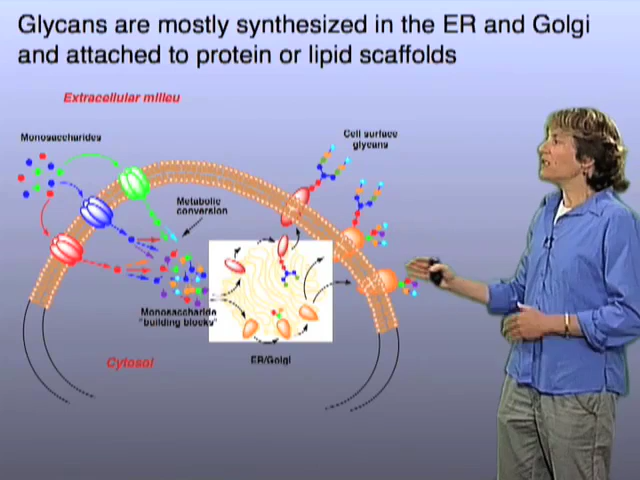 Glycans are mostly synthesized in the ER and Golgi
and attached to protein or lipid scaffolds
Extracellular milieu
Monosaccharides
Cell surface
glycans
Metabolic
conversion
Monosaccharide
"building blocks"
ER/Golgi
Cytosol